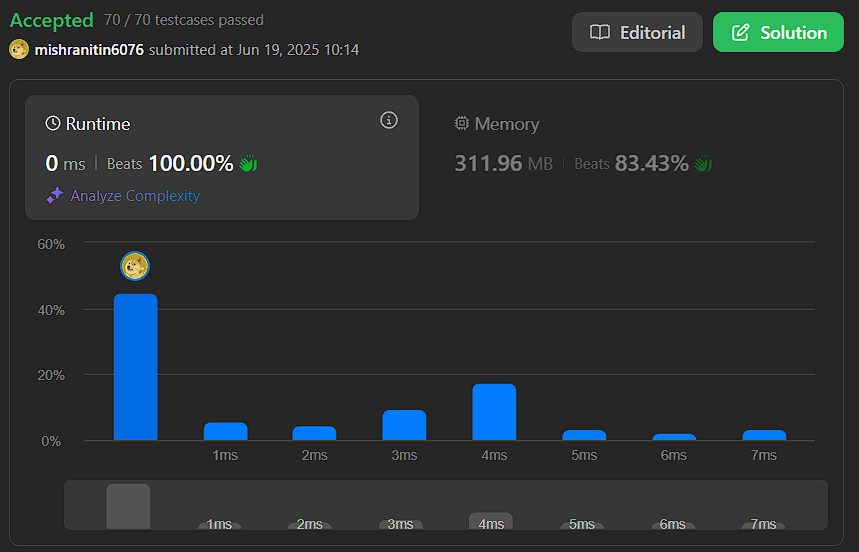 Accepted 70 / 70 testcases passed
mishranitin6076 submitted at Jun 19, 2025 10:14
Editorial
Solution
Runtime
0 ms | Beats 100.00%
Analyze Complexity
Memory
311.96 MB | Beats 83.43%
60%
40%
20%
0%
1ms 2ms 3ms 4ms 5ms 6ms 7ms
1ms 2ms 3ms 4ms 5ms 6ms 7ms